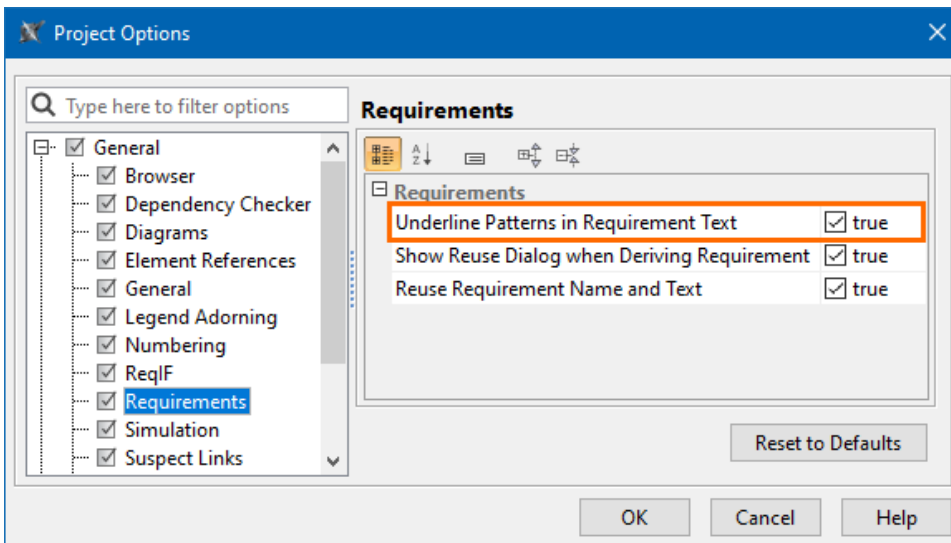 Project Options
Type here to filter options
General
Browser
Dependency Checker
Diagrams
Element References
General
Legend Adorning
Numbering
ReqIF
Requirements
Simulation
Suspect Links
Requirements
Requirements
Underline Patterns in Requirement Text true
Show Reuse Dialog when Deriving Requirement true
Reuse Requirement Name and Text true
Reset to Defaults
OK Cancel Help